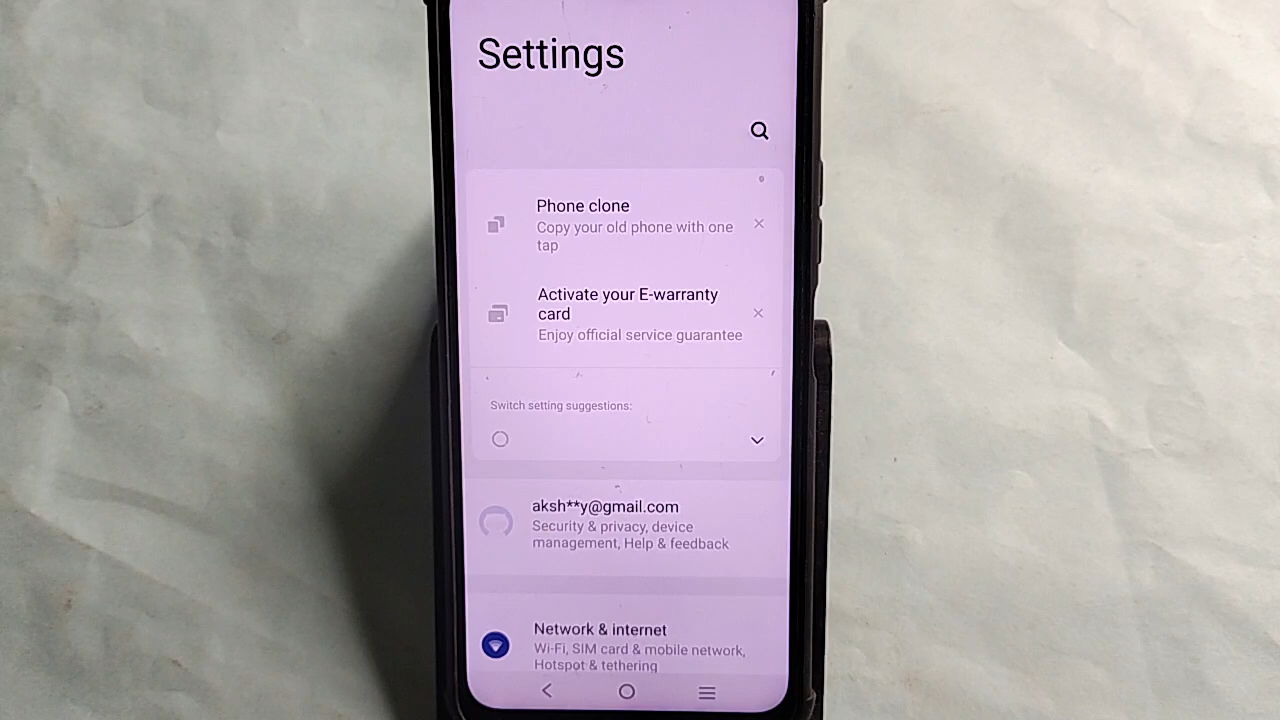 Settings
Phone clone
Copy your old phone with one
tap
Activate your E-warranty
card
Enjoy official service guarantee
Switch setting suggestions:
aksh**y@gmail.com
Security & privacy, device
management, Help & feedback
Network & internet
Wi-Fi, SIM card & mobile network,
Hotspot & tethering